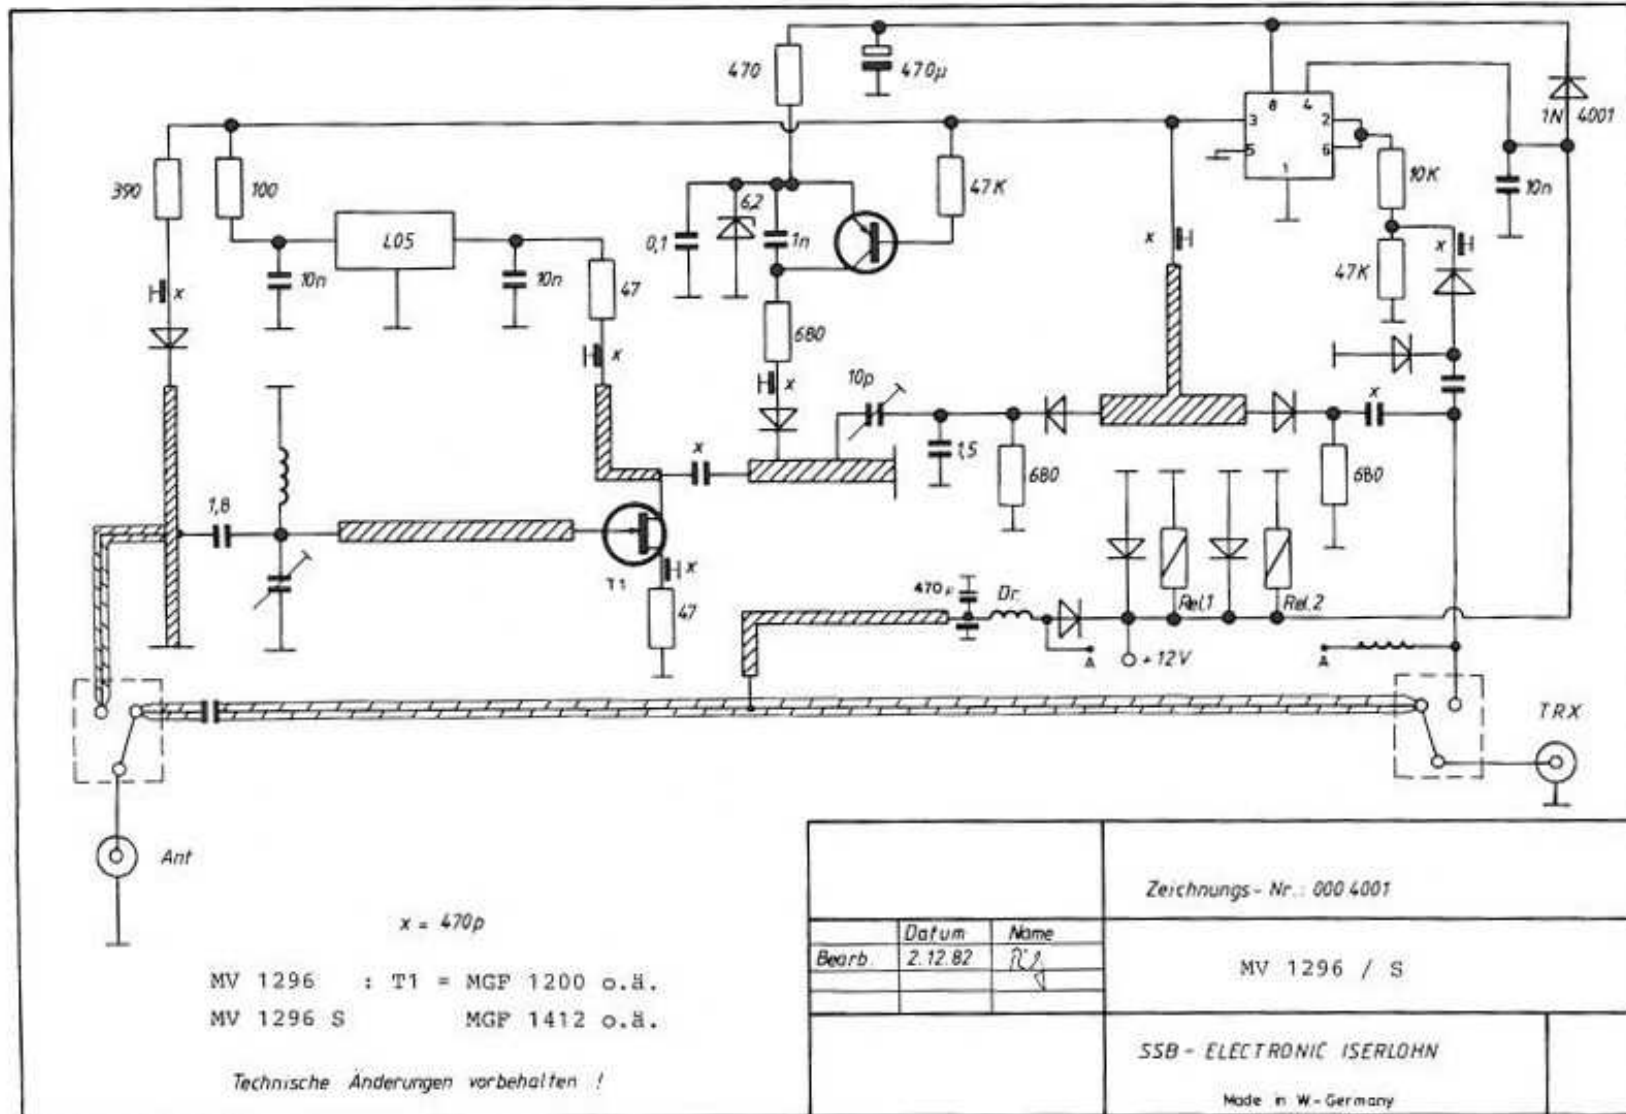 470
470µ
8
4
3
2
5
6
1
1N 4001
390
100
L05
10n
10n
47
0,1
6,2
1n
47K
10K
10n
x
47K
x
x
x
x
680
x
10p
x
x
1,5
680
680
1,8
T1
x
47
470p
Dr.
Rel.1
Rel.2
A
+12V
A
TRX
Ant
x = 470p
MV 1296 : T1 = MGF 1200 o.ä.
MV 1296 S MGF 1412 o.ä.
Technische Änderungen vorbehalten !
Zeichnungs-Nr.: 000 4001
Datum Name
Bearb. 2.12.82
MV 1296 / S
SSB - ELECTRONIC ISERLOHN
Made in W.-Germany